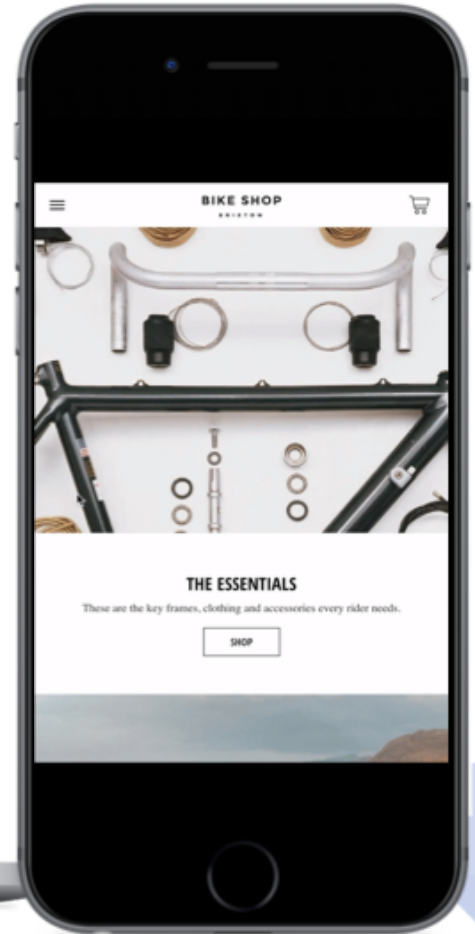 BIKE SHOP
BRIXTON
THE ESSENTIALS
These are the key frames, clothing and accessories every rider needs.
SHOP